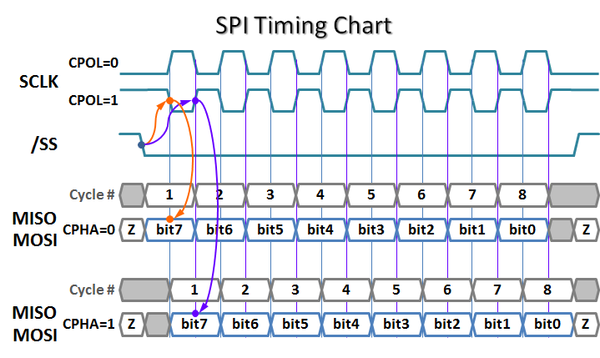 SPI Timing Chart
CPOL=0
SCLK
CPOL=1
/SS
Cycle # 1 2 3 4 5 6 7 8
MISO
MOSI
CPHA=0 Z bit7 bit6 bit5 bit4 bit3 bit2 bit1 bit0 Z
Cycle # 1 2 3 4 5 6 7 8
MISO
MOSI
CPHA=1 Z bit7 bit6 bit5 bit4 bit3 bit2 bit1 bit0 Z